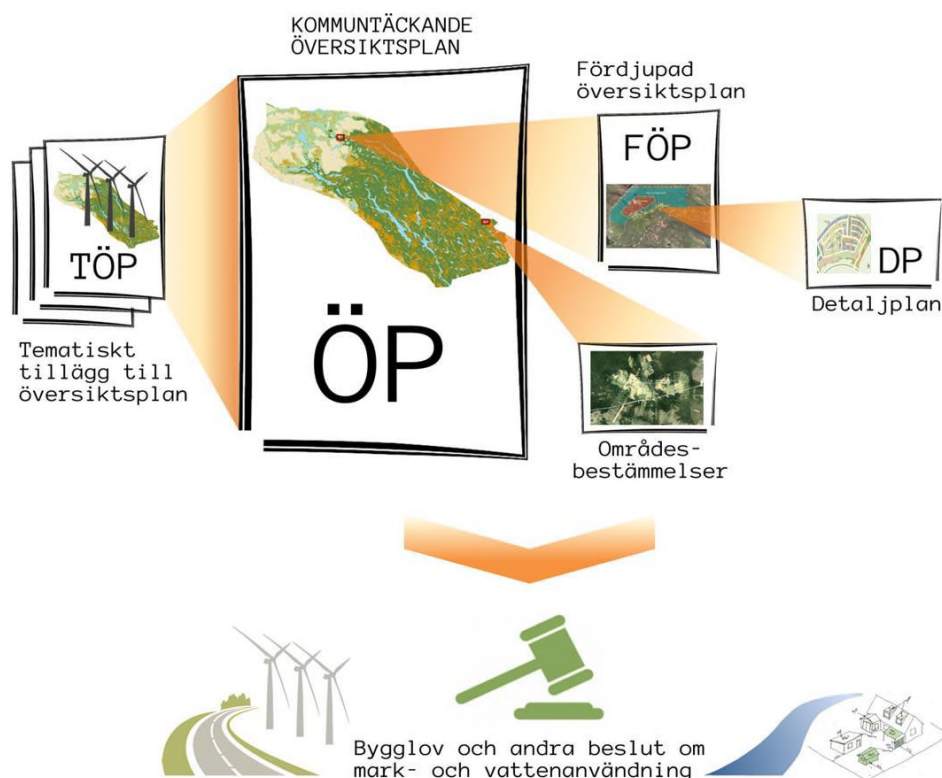 KOMMUNTÄCKANDE
ÖVERSIKTSPLAN
Fördjupad
översiktsplan
FÖP
TÖP
ÖP
DP
Detaljplan
Tematiskt
tillägg till
översiktsplan
Områdes-
bestämmelser
Bygglov och andra beslut om
mark- och vattenanvändning